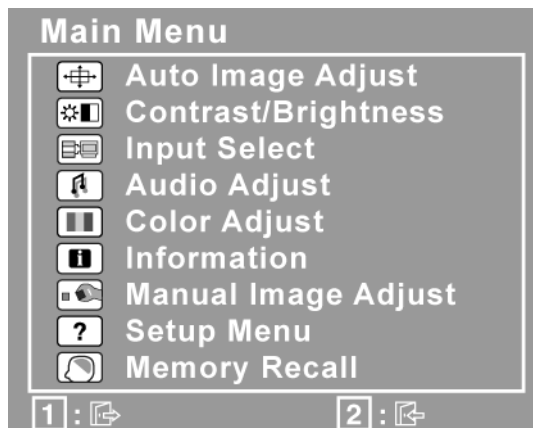 Main Menu
Auto Image Adjust
Contrast/Brightness
Input Select
Audio Adjust
Color Adjust
i Information
Manual Image Adjust
? Setup Menu
Memory Recall
1 : 2 :